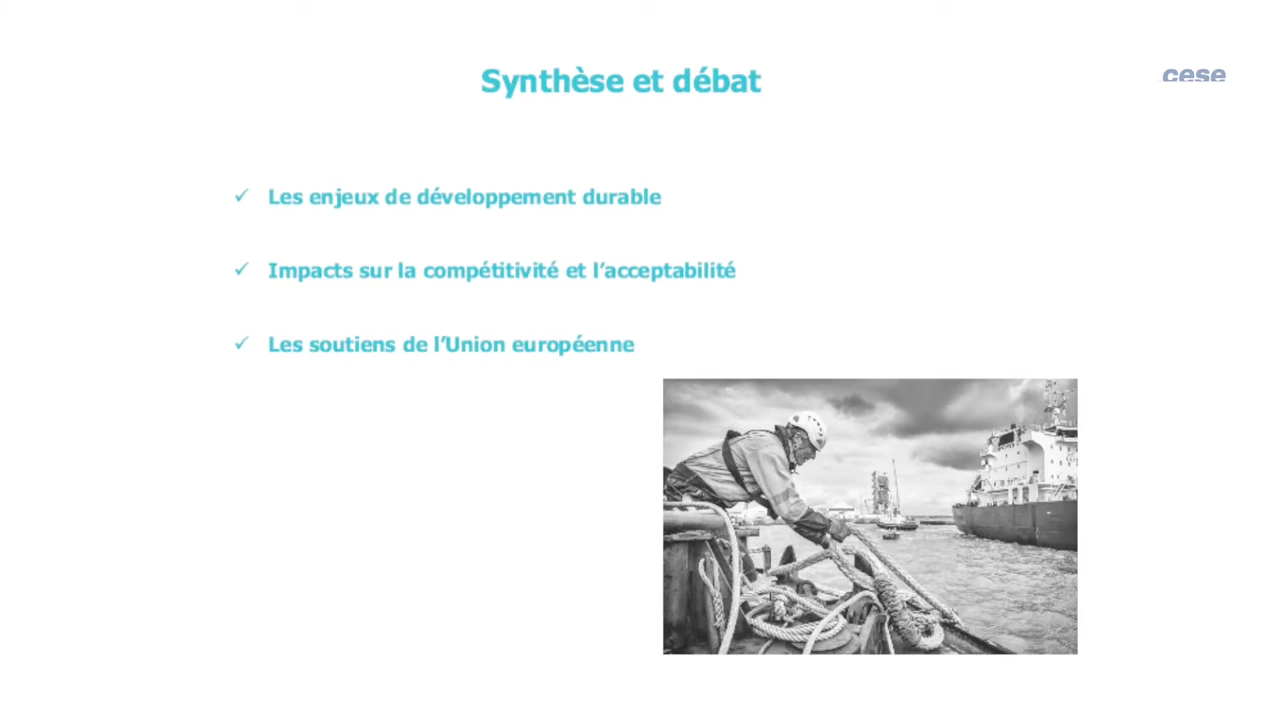 Synthèse et débat
cese
✓ Les enjeux de développement durable
✓ Impacts sur la compétitivité et l’acceptabilité
✓ Les soutiens de l’Union européenne